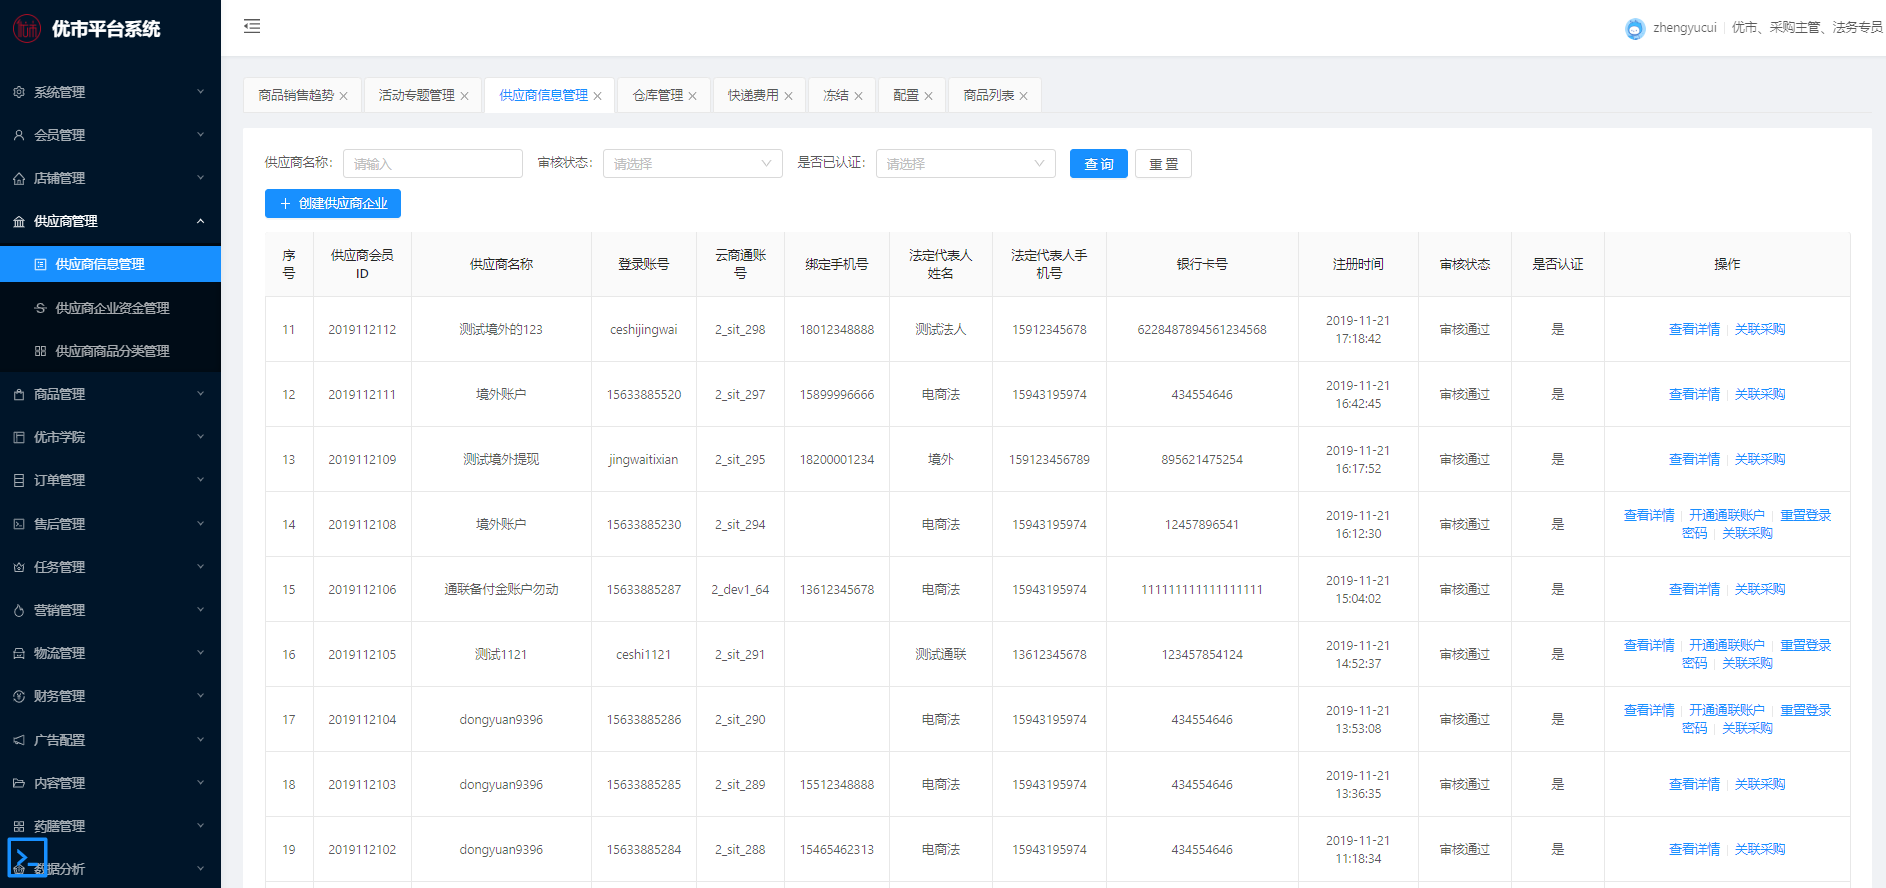 优市平台系统
zhengyucui
优市、采购主管、法务专员
系统管理
会员管理
店铺管理
供应商管理
供应商信息管理
供应商企业资金管理
供应商商品分类管理
商品管理
优市学院
订单管理
售后管理
任务管理
营销管理
物流管理
财务管理
广告配置
内容管理
药膳管理
数据分析
商品销售趋势 活动专题管理 供应商信息管理 仓库管理 快递费用 冻结 配置 商品列表
供应商名称： 请输入 审核状态： 请选择 是否已认证： 请选择 查 询 重 置
+ 创建供应商企业
序号 供应商会员ID 供应商名称 登录账号 云商通账号 绑定手机号 法定代表人姓名 法定代表人手机号 银行卡号 注册时间 审核状态 是否认证 操作
11 2019112112 测试境外的123 ceshijingwai 2_sit_298 18012348888 测试法人 15912345678 6228487894561234568 2019-11-21 17:18:42 审核通过 是 查看详情 关联采购
12 2019112111 境外账户 15633885520 2_sit_297 15899996666 电商法 15943195974 434554646 2019-11-21 16:42:45 审核通过 是 查看详情 关联采购
13 2019112109 测试境外提现 jingwaitixian 2_sit_295 18200001234 境外 159123456789 895621475254 2019-11-21 16:17:52 审核通过 是 查看详情 关联采购
14 2019112108 境外账户 15633885230 2_sit_294 电商法 15943195974 12457896541 2019-11-21 16:12:30 审核通过 是 查看详情 开通通联账户 重置登录密码 关联采购
15 2019112106 通联备付金账户勿动 15633885287 2_dev1_64 13612345678 电商法 15943195974 111111111111111111 2019-11-21 15:04:02 审核通过 是 查看详情 关联采购
16 2019112105 测试1121 ceshi1121 2_sit_291 测试通联 13612345678 123457854124 2019-11-21 14:52:37 审核通过 是 查看详情 开通通联账户 重置登录密码 关联采购
17 2019112104 dongyuan9396 15633885286 2_sit_290 电商法 15943195974 434554646 2019-11-21 13:53:08 审核通过 是 查看详情 开通通联账户 重置登录密码 关联采购
18 2019112103 dongyuan9396 15633885285 2_sit_289 15512348888 电商法 15943195974 434554646 2019-11-21 13:36:35 审核通过 是 查看详情 关联采购
19 2019112102 dongyuan9396 15633885284 2_sit_288 15465462313 电商法 15943195974 434554646 2019-11-21 11:18:34 审核通过 是 查看详情 关联采购